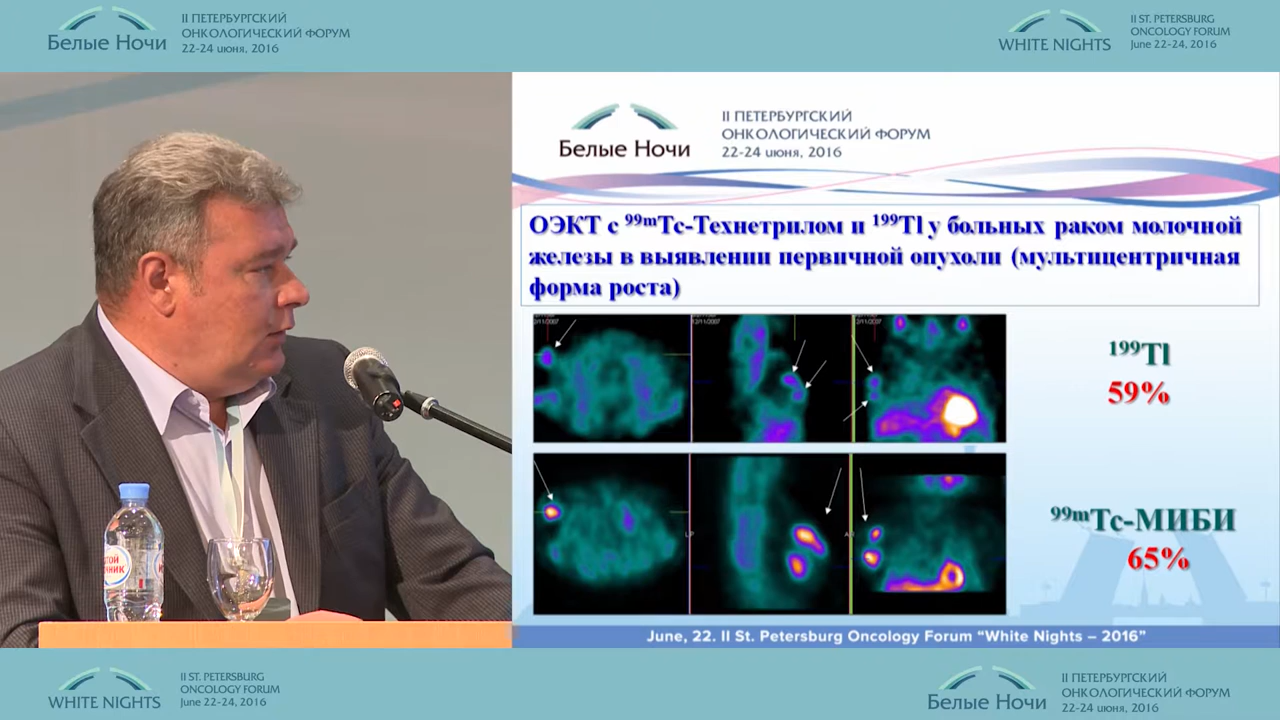 Белые Ночи
II ПЕТЕРБУРГСКИЙ
ОНКОЛОГИЧЕСКИЙ ФОРУМ
22-24 июня, 2016
WHITE NIGHTS
II ST. PETERSBURG
ONCOLOGY FORUM
June 22-24, 2016
Белые Ночи
II ПЕТЕРБУРГСКИЙ
ОНКОЛОГИЧЕСКИЙ ФОРУМ
22-24 июня, 2016
ОЭКТ с ⁹⁹ᵐТс-Технетрилом и ¹⁹⁹Tl у больных раком молочной
железы в выявлении первичной опухоли (мультицентричная
форма роста)
¹⁹⁹Tl
59%
⁹⁹ᵐТс-МИБИ
65%
June, 22. II St. Petersburg Oncology Forum “White Nights – 2016”
WHITE NIGHTS
II ST. PETERSBURG
ONCOLOGY FORUM
June 22-24, 2016
Белые Ночи
II ПЕТЕРБУРГСКИЙ
ОНКОЛОГИЧЕСКИЙ ФОРУМ
22-24 июня, 2016